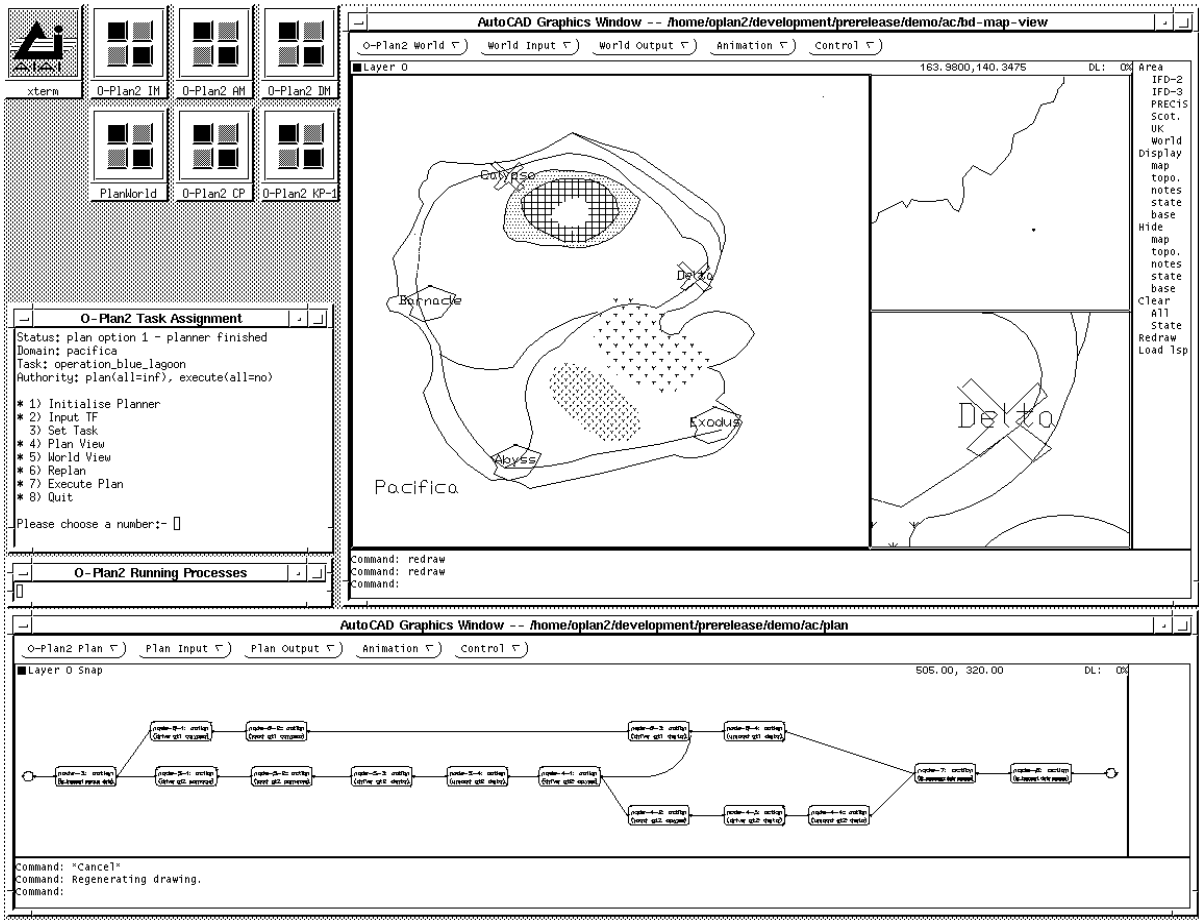 Ai
AIAI
xterm
O-Plan2 IM
O-Plan2 AM
O-Plan2 DM
PlanWorld
O-Plan2 CP
O-Plan2 KP-1
O-Plan2 Task Assignment
Status: plan option 1 - planner finished
Domain: pacifica
Task: operation_blue_lagoon
Authority: plan(all=inf), execute(all=no)
* 1) Initialise Planner
* 2) Input TF
3) Set Task
* 4) Plan View
* 5) World View
* 6) Replan
* 7) Execute Plan
* 8) Quit
Please choose a number:-
O-Plan2 Running Processes
AutoCAD Graphics Window -- /home/oplan2/development/prerelease/demo/ac/bd-map-view
O-Plan2 World ▽ World Input ▽ World Output ▽ Animation ▽ Control ▽
Layer 0 163.9800,140.3475 DL: 0%
Calypso
Delta
Barnacle
Exodus
Abyss
Pacifica
Delta
Area
IFD-2
IFD-3
PRECiS
Scot.
UK
World
Display
map
topo.
notes
state
base
Hide
map
topo.
notes
state
base
Clear
All
State
Redraw
Load lsp
Command: redraw
Command: redraw
Command:
AutoCAD Graphics Window -- /home/oplan2/development/prerelease/demo/ac/plan
O-Plan2 Plan ▽ Plan Input ▽ Plan Output ▽ Animation ▽ Control ▽
Layer 0 Snap 505.00, 320.00 DL: 0%
Command: *Cancel*
Command: Regenerating drawing.
Command: